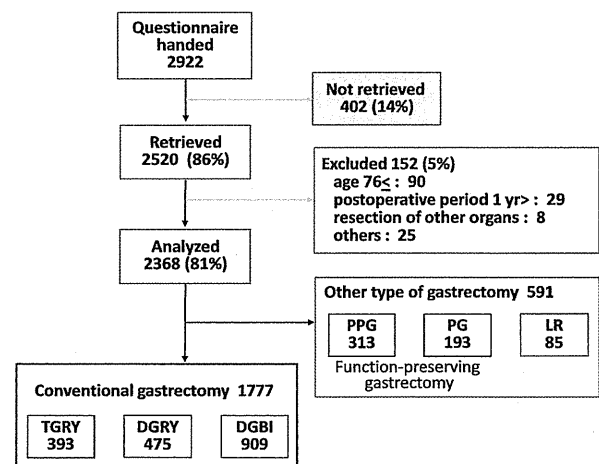 Questionnaire
handed
2922
Not retrieved
402 (14%)
Retrieved
2520 (86%)
Excluded 152 (5%)
age 76≤ : 90
postoperative period 1 yr> : 29
resection of other organs : 8
others : 25
Analyzed
2368 (81%)
Other type of gastrectomy 591
PPG
313
PG
193
LR
85
Function-preserving
gastrectomy
Conventional gastrectomy 1777
TGRY
393
DGRY
475
DGBI
909